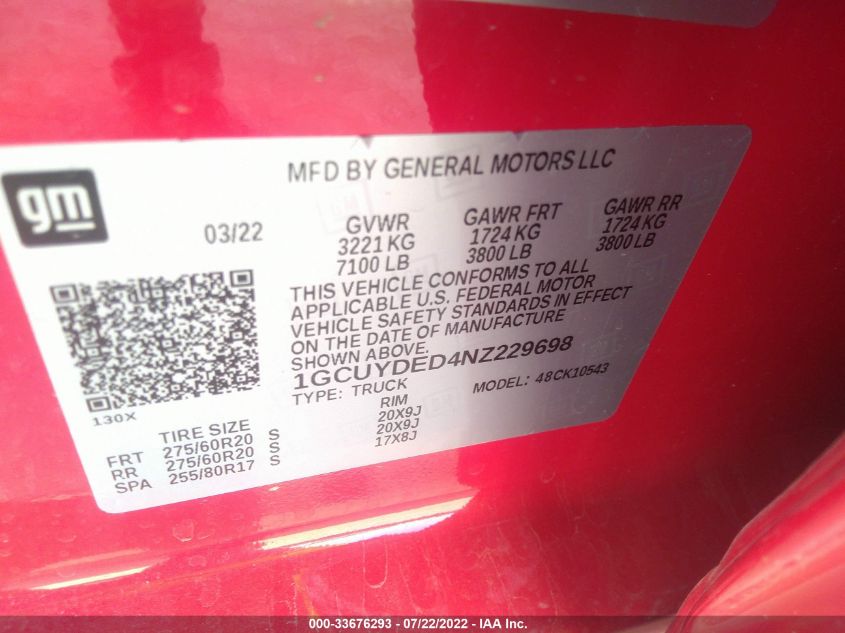 gm
MFD BY GENERAL MOTORS LLC
03/22
GVWR
3221 KG
7100 LB
GAWR FRT
1724 KG
3800 LB
GAWR RR
1724 KG
3800 LB
THIS VEHICLE CONFORMS TO ALL
APPLICABLE U.S. FEDERAL MOTOR
VEHICLE SAFETY STANDARDS IN EFFECT
ON THE DATE OF MANUFACTURE
SHOWN ABOVE.
1GCUYDED4NZ229698
TYPE: TRUCK
MODEL: 48CK10543
130X
TIRE SIZE
RIM
FRT 275/60R20 S 20X9J
RR 275/60R20 S 20X9J
SPA 255/80R17 S 17X8J
000-33676293 - 07/22/2022 - IAA Inc.